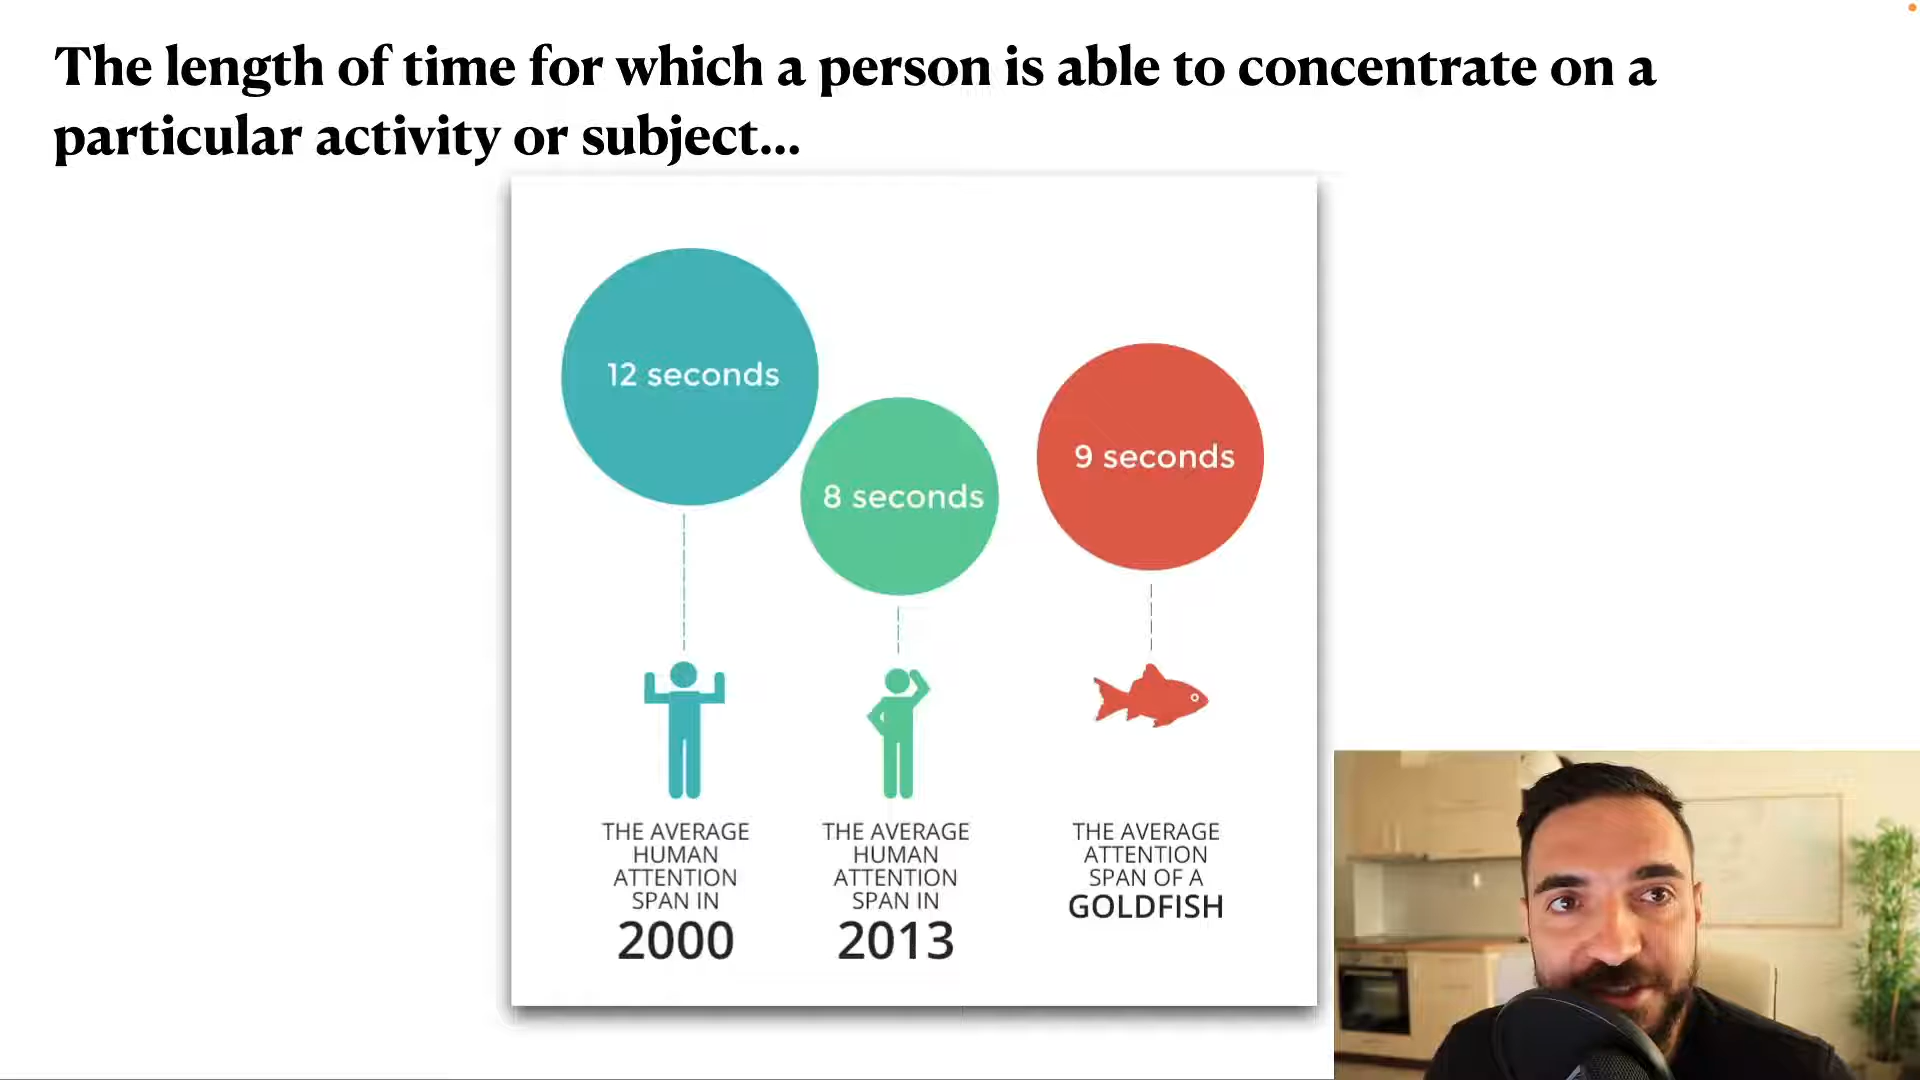 The length of time for which a person is able to concentrate on a
particular activity or subject...
12 seconds
8 seconds
9 seconds
THE AVERAGE
HUMAN
ATTENTION
SPAN IN
2000
THE AVERAGE
HUMAN
ATTENTION
SPAN IN
2013
THE AVERAGE
ATTENTION
SPAN OF A
GOLDFISH